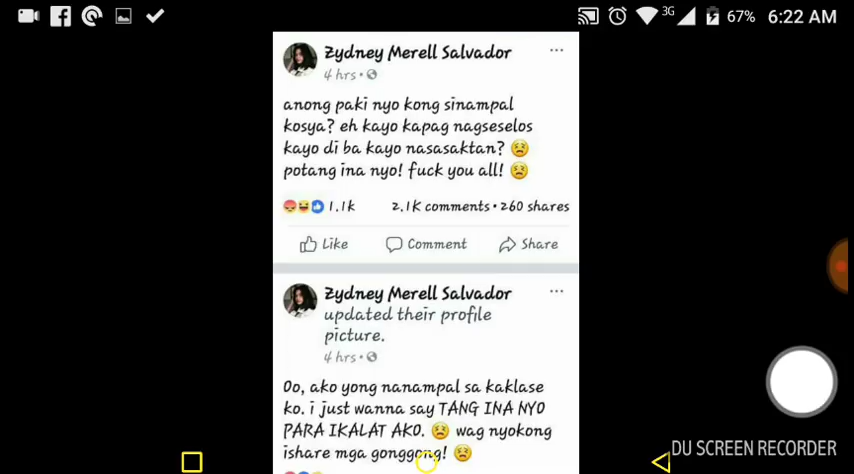 3G 67% 6:22 AM
Zydney Merell Salvador
4 hrs •
anong paki nyo kong sinampal
kosya? eh kayo kapag nagseselos
kayo di ba kayo nasasaktan? 😣
potang ina nyo! fuck you all! 😣
1.1k 2.1K comments • 260 shares
Like Comment Share
Zydney Merell Salvador
updated their profile
picture.
4 hrs •
Oo, ako yong nanampal sa kaklase
ko. i just wanna say TANG INA NYO
PARA IKALAT AKO. 😣 wag nyokong
ishare mga gonggong! 😣
DU SCREEN RECORDER